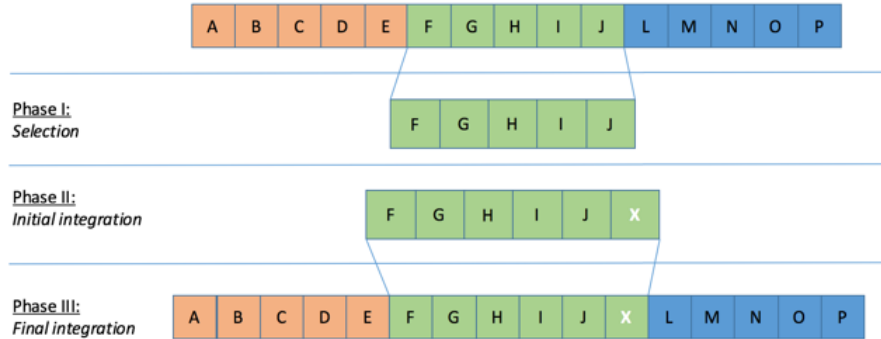 A B C D E F G H I J L M N O P
Phase I:
Selection
F G H I J
Phase II:
Initial integration
F G H I J X
Phase III:
Final integration
A B C D E F G H I J X L M N O P